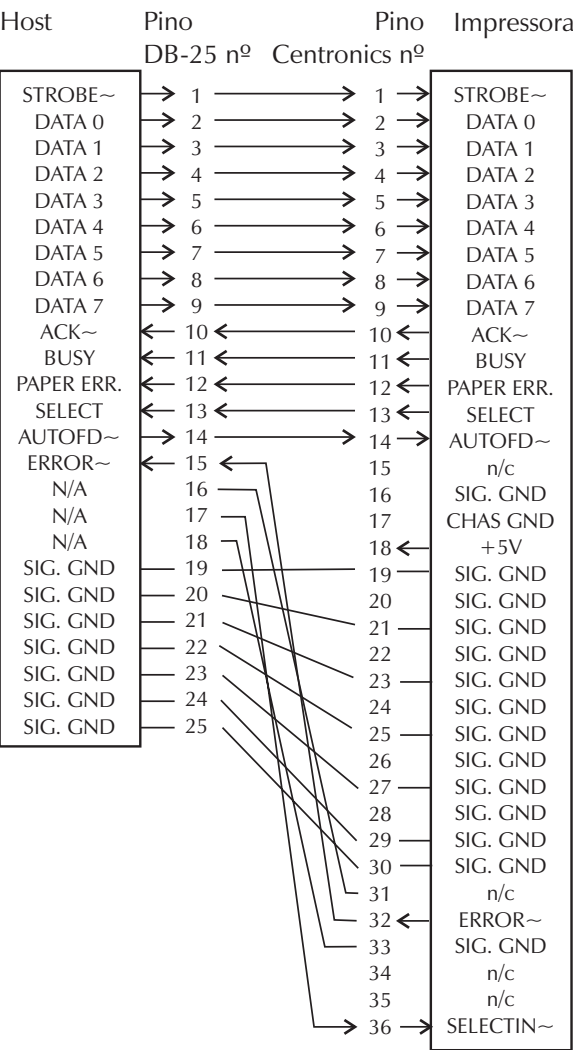 Host Pino Pino Impressora
DB-25 nº Centronics nº
STROBE~ 1 1 STROBE~
DATA 0 2 2 DATA 0
DATA 1 3 3 DATA 1
DATA 2 4 4 DATA 2
DATA 3 5 5 DATA 3
DATA 4 6 6 DATA 4
DATA 5 7 7 DATA 5
DATA 6 8 8 DATA 6
DATA 7 9 9 DATA 7
ACK~ 10 10 ACK~
BUSY 11 11 BUSY
PAPER ERR. 12 12 PAPER ERR.
SELECT 13 13 SELECT
AUTOFD~ 14 14 AUTOFD~
ERROR~ 15 15 n/c
N/A 16 16 SIG. GND
N/A 17 17 CHAS GND
N/A 18 18 +5V
SIG. GND 19 19 SIG. GND
SIG. GND 20 20 SIG. GND
SIG. GND 21 21 SIG. GND
SIG. GND 22 22 SIG. GND
SIG. GND 23 23 SIG. GND
SIG. GND 24 24 SIG. GND
SIG. GND 25 25 SIG. GND
26 SIG. GND
27 SIG. GND
28 SIG. GND
29 SIG. GND
30 SIG. GND
31 n/c
32 ERROR~
33 SIG. GND
34 n/c
35 n/c
36 SELECTIN~